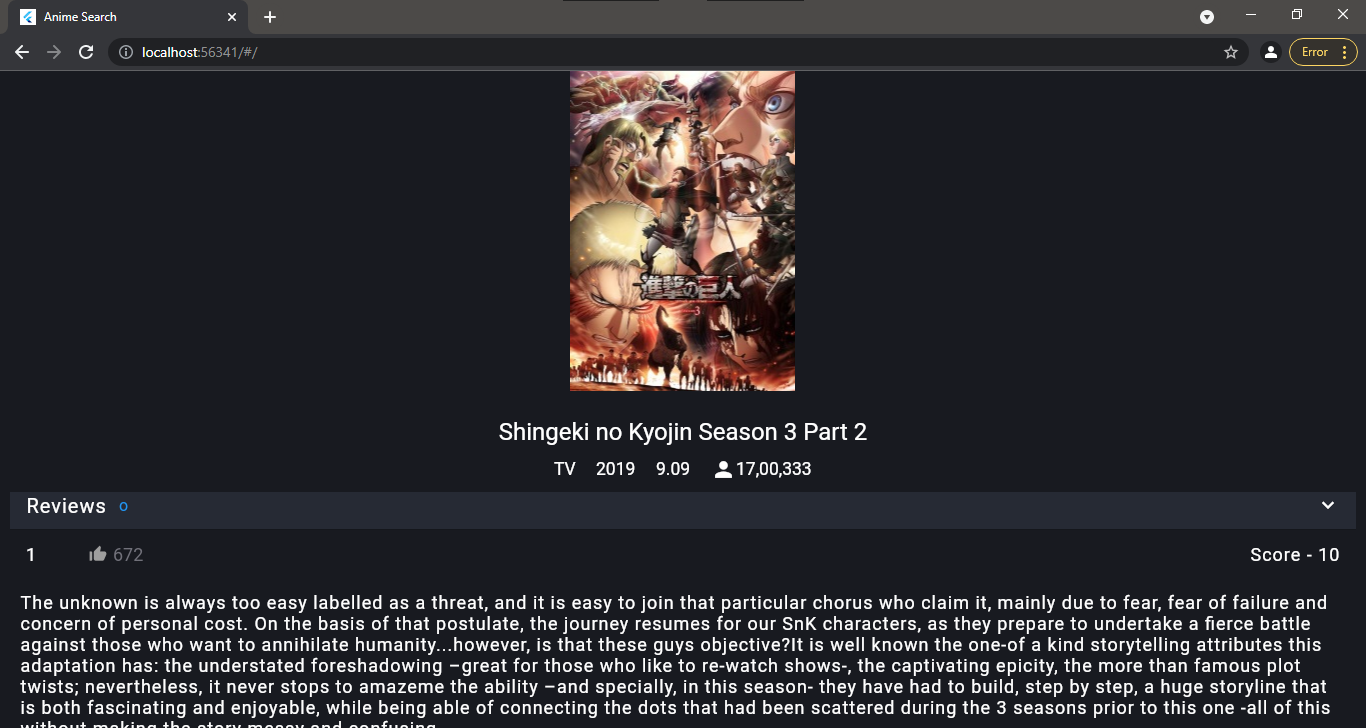 Anime Search
localhost:56341/#/
Error
進撃の巨人
3
Shingeki no Kyojin Season 3 Part 2
TV 2019 9.09 17,00,333
Reviews 0
1 672 Score - 10
The unknown is always too easy labelled as a threat, and it is easy to join that particular chorus who claim it, mainly due to fear, fear of failure and
concern of personal cost. On the basis of that postulate, the journey resumes for our SnK characters, as they prepare to undertake a fierce battle
against those who want to annihilate humanity...however, is that these guys objective?It is well known the one-of a kind storytelling attributes this
adaptation has: the understated foreshadowing –great for those who like to re-watch shows-, the captivating epicity, the more than famous plot
twists; nevertheless, it never stops to amazeme the ability –and specially, in this season- they have had to build, step by step, a huge storyline that
is both fascinating and enjoyable, while being able of connecting the dots that had been scattered during the 3 seasons prior to this one -all of this
without making the story messy and confusing.